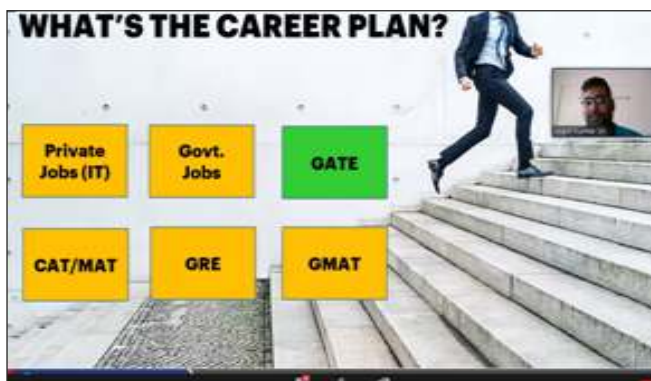 WHAT'S THE CAREER PLAN?
Private
Jobs (IT)
Govt.
Jobs
GATE
CAT/MAT
GRE
GMAT